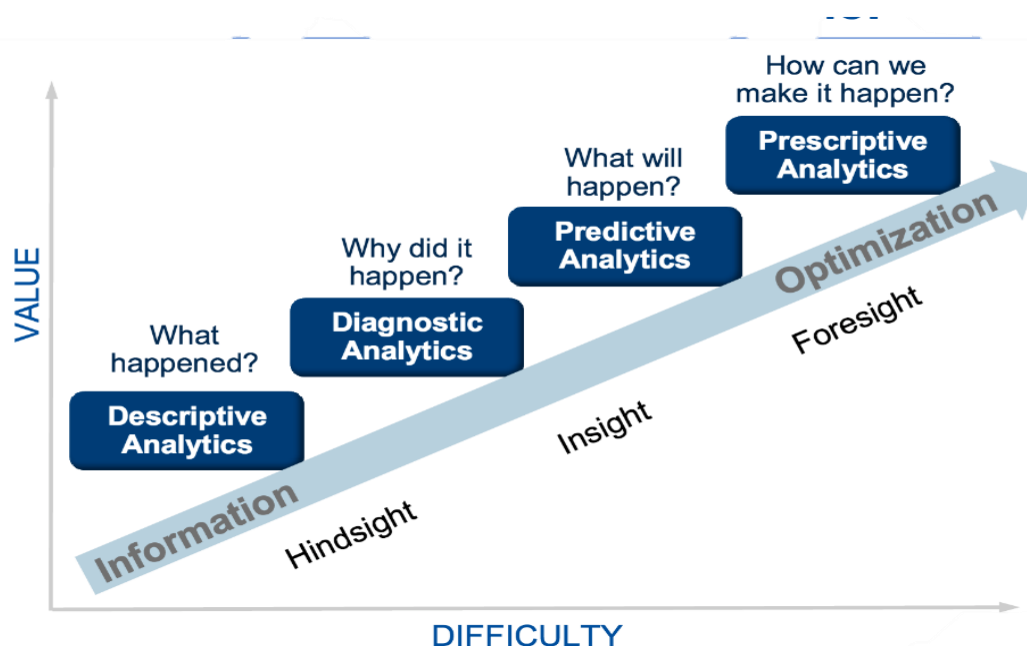 How can we
make it happen?
Prescriptive
Analytics
What will
happen?
Predictive
Analytics
Why did it
happen?
Diagnostic
Analytics
What
happened?
Descriptive
Analytics
VALUE
Information
Optimization
Hindsight
Insight
Foresight
DIFFICULTY